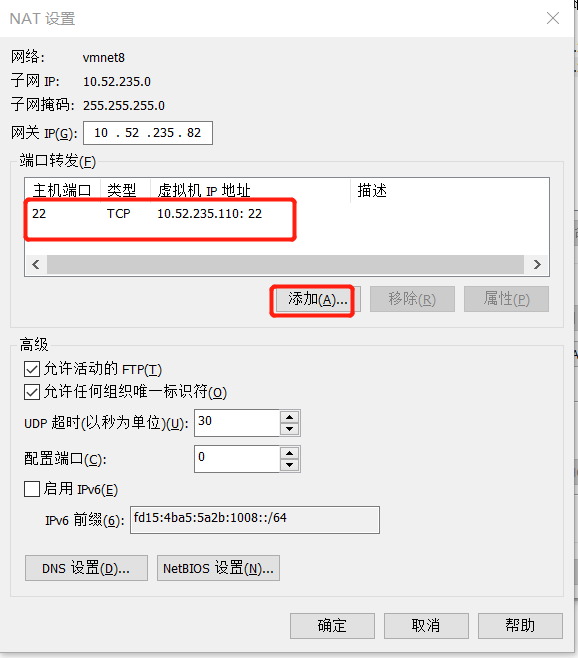 NAT 设置
网络: vmnet8
子网 IP: 10.52.235.0
子网掩码: 255.255.255.0
网关 IP(G): 10 . 52 .235 . 82
端口转发(F)
主机端口 类型 虚拟机 IP 地址 描述
22 TCP 10.52.235.110: 22
添加(A)... 移除(R) 属性(P)
高级
允许活动的 FTP(T)
允许任何组织唯一标识符(O)
UDP 超时(以秒为单位)(U): 30
配置端口(C): 0
启用 IPv6(E)
IPv6 前缀(6): fd15:4ba5:5a2b:1008::/64
DNS 设置(D)... NetBIOS 设置(N)...
确定 取消 帮助